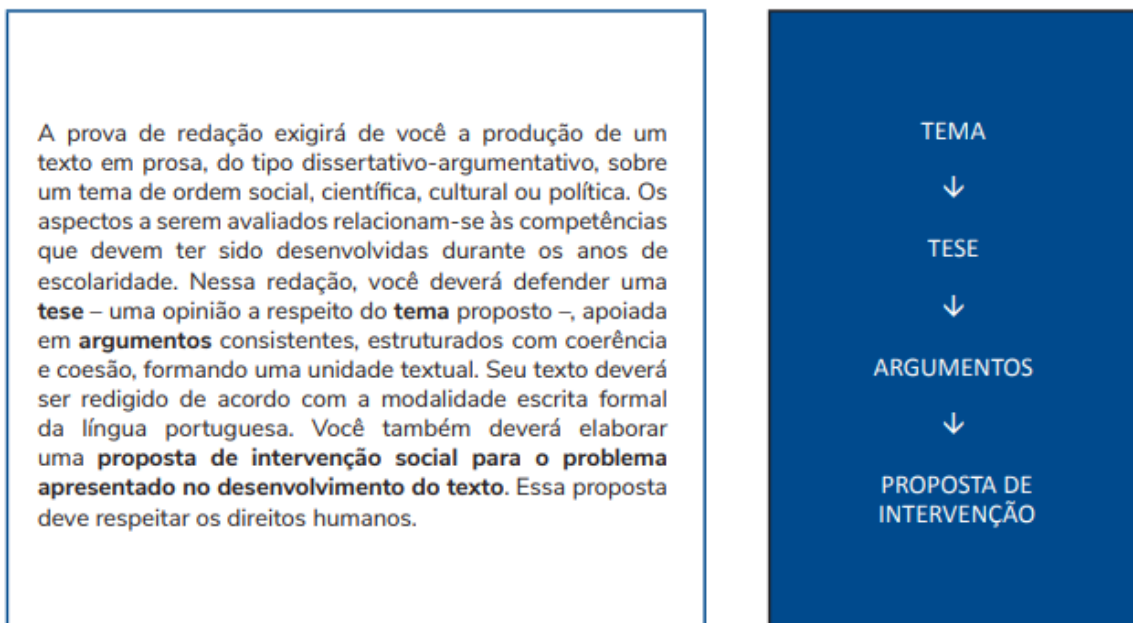 A prova de redação exigirá de você a produção de um
texto em prosa, do tipo dissertativo-argumentativo, sobre
um tema de ordem social, científica, cultural ou política. Os
aspectos a serem avaliados relacionam-se às competências
que devem ter sido desenvolvidas durante os anos de
escolaridade. Nessa redação, você deverá defender uma
tese – uma opinião a respeito do tema proposto –, apoiada
em argumentos consistentes, estruturados com coerência
e coesão, formando uma unidade textual. Seu texto deverá
ser redigido de acordo com a modalidade escrita formal
da língua portuguesa. Você também deverá elaborar
uma proposta de intervenção social para o problema
apresentado no desenvolvimento do texto. Essa proposta
deve respeitar os direitos humanos.
TEMA
↓
TESE
↓
ARGUMENTOS
↓
PROPOSTA DE
INTERVENÇÃO